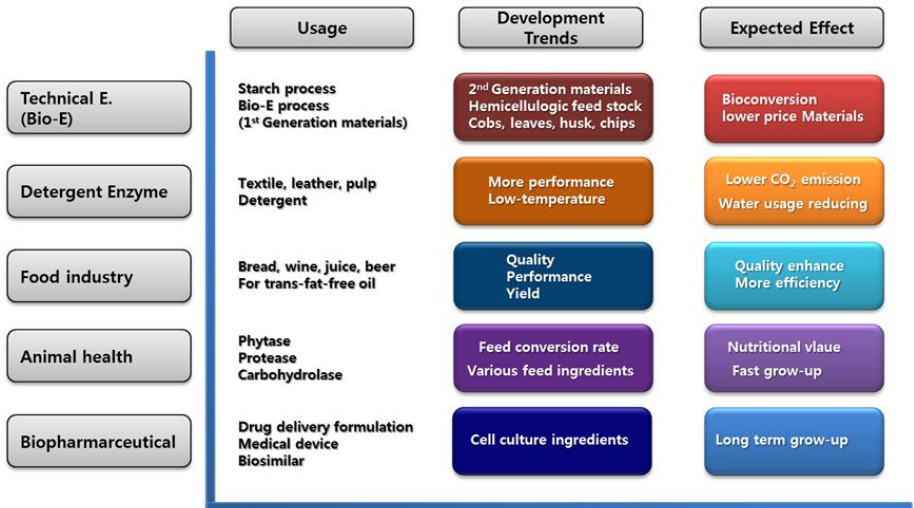 Usage
Development
Trends
Expected Effect
Technical E.
(Bio-E)
Starch process
Bio-E process
(1st Generation materials)
2nd Generation materials
Hemicellulogic feed stock
Cobs, leaves, husk, chips
Bioconversion
lower price Materials
Detergent Enzyme
Textile, leather, pulp
Detergent
More performance
Low-temperature
Lower CO2 emission
Water usage reducing
Food industry
Bread, wine, juice, beer
For trans-fat-free oil
Quality
Performance
Yield
Quality enhance
More efficiency
Animal health
Phytase
Protease
Carbohydrolase
Feed conversion rate
Various feed ingredients
Nutritional vlaue
Fast grow-up
Biopharmarceutical
Drug delivery formulation
Medical device
Biosimilar
Cell culture ingredients
Long term grow-up